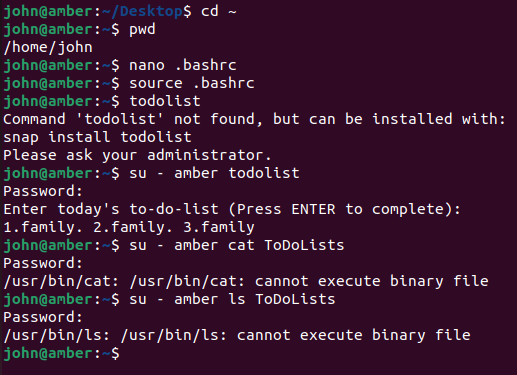 john@amber:~/Desktop$ cd ~
john@amber:~$ pwd
/home/john
john@amber:~$ nano .bashrc
john@amber:~$ source .bashrc
john@amber:~$ todolist
Command 'todolist' not found, but can be installed with:
snap install todolist
Please ask your administrator.
john@amber:~$ su - amber todolist
Password:
Enter today's to-do-list (Press ENTER to complete):
1.family. 2.family. 3.family
john@amber:~$ su - amber cat ToDoLists
Password:
/usr/bin/cat: /usr/bin/cat: cannot execute binary file
john@amber:~$ su - amber ls ToDoLists
Password:
/usr/bin/ls: /usr/bin/ls: cannot execute binary file
john@amber:~$